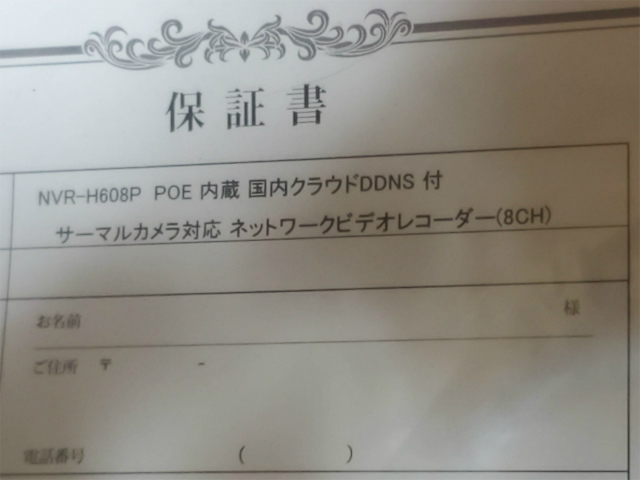 保証書
NVR-H608P POE 内蔵 国内クラウドDDNS 付
サーマルカメラ対応 ネットワークビデオレコーダー(8CH)
お名前 様
ご住所 〒 -
電話番号 ( )